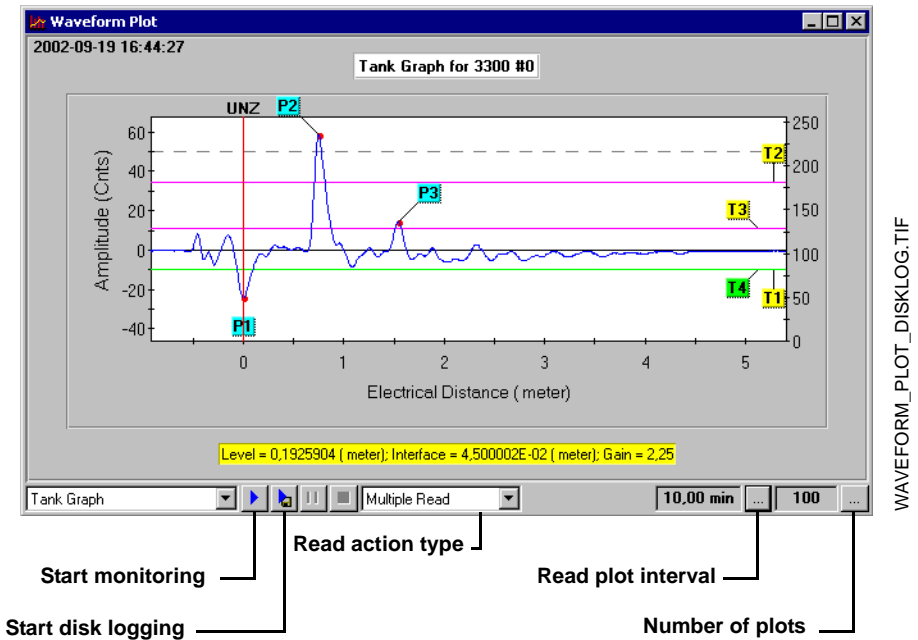 Waveform Plot
2002-09-19 16:44:27
Tank Graph for 3300 #0
UNZ P2
60
40
20
0
-20
-40
Amplitude (Cnts)
250
200
150
100
50
0
T2
P3
T3
T4
T1
P1
0 1 2 3 4 5
Electrical Distance ( meter)
Level = 0,1925904 ( meter); Interface = 4,500002E-02 ( meter); Gain = 2,25
Tank Graph Multiple Read 10,00 min ... 100 ...
Read action type
Start monitoring
Read plot interval
Start disk logging
Number of plots
WAVEFORM_PLOT_DISKLOG.TIF